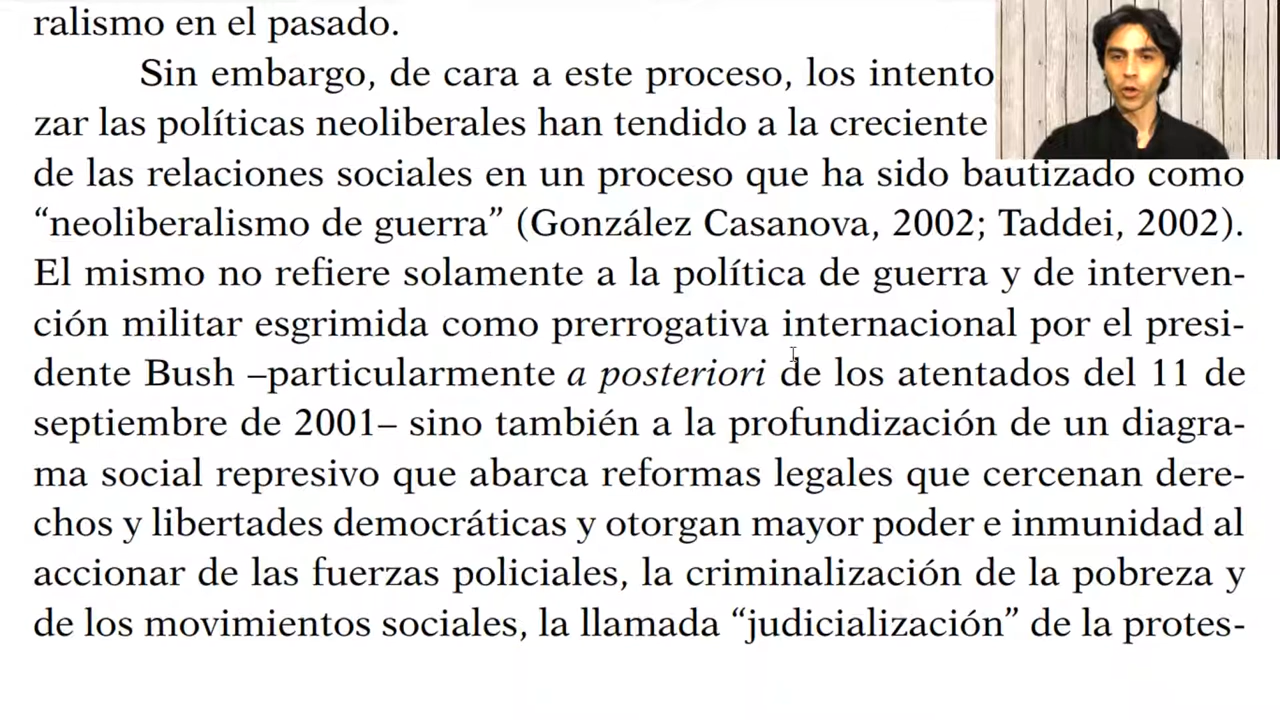 ralismo en el pasado.
Sin embargo, de cara a este proceso, los intento
zar las políticas neoliberales han tendido a la creciente
de las relaciones sociales en un proceso que ha sido bautizado como
“neoliberalismo de guerra” (González Casanova, 2002; Taddei, 2002).
El mismo no refiere solamente a la política de guerra y de interven-
ción militar esgrimida como prerrogativa internacional por el presi-
dente Bush –particularmente a posteriori de los atentados del 11 de
septiembre de 2001– sino también a la profundización de un diagra-
ma social represivo que abarca reformas legales que cercenan dere-
chos y libertades democráticas y otorgan mayor poder e inmunidad al
accionar de las fuerzas policiales, la criminalización de la pobreza y
de los movimientos sociales, la llamada “judicialización” de la protes-